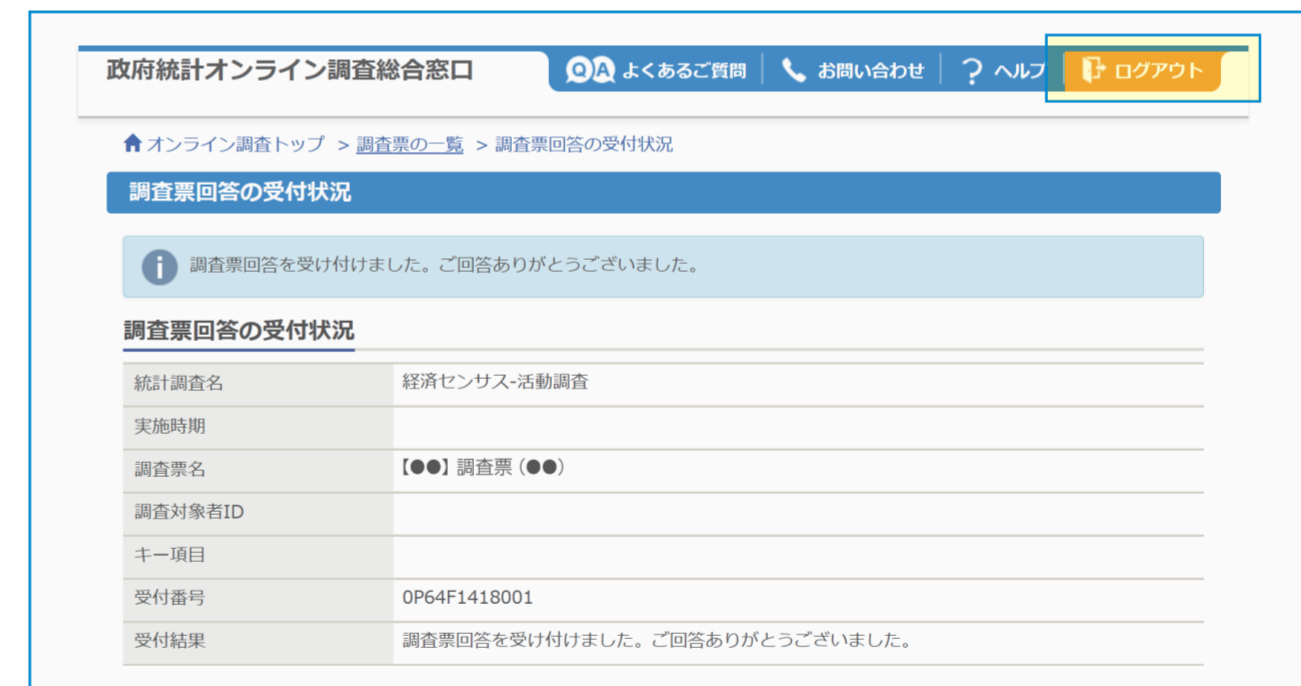 政府統計オンライン調査総合窓口
QA よくあるご質問 お問い合わせ ? ヘルプ ログアウト
オンライン調査トップ > 調査票の一覧 > 調査票回答の受付状況
調査票回答の受付状況
i 調査票回答を受け付けました。ご回答ありがとうございました。
調査票回答の受付状況
統計調査名 経済センサス‐活動調査
実施時期
調査票名 【●●】調査票（●●）
調査対象者ID
キー項目
受付番号 0P64F1418001
受付結果 調査票回答を受け付けました。ご回答ありがとうございました。